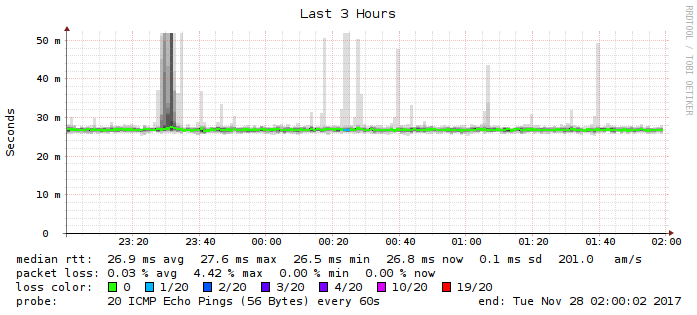 Last 3 Hours
RRDTOOL / TOBI OETIKER
Seconds
50 m
40 m
30 m
20 m
10 m
0
23:20 23:40 00:00 00:20 00:40 01:00 01:20 01:40 02:00
median rtt: 26.9 ms avg 27.6 ms max 26.5 ms min 26.8 ms now 0.1 ms sd 201.0 am/s
packet loss: 0.03 % avg 4.42 % max 0.00 % min 0.00 % now
loss color: 0 1/20 2/20 3/20 4/20 10/20 19/20
probe: 20 ICMP Echo Pings (56 Bytes) every 60s end: Tue Nov 28 02:00:02 2017